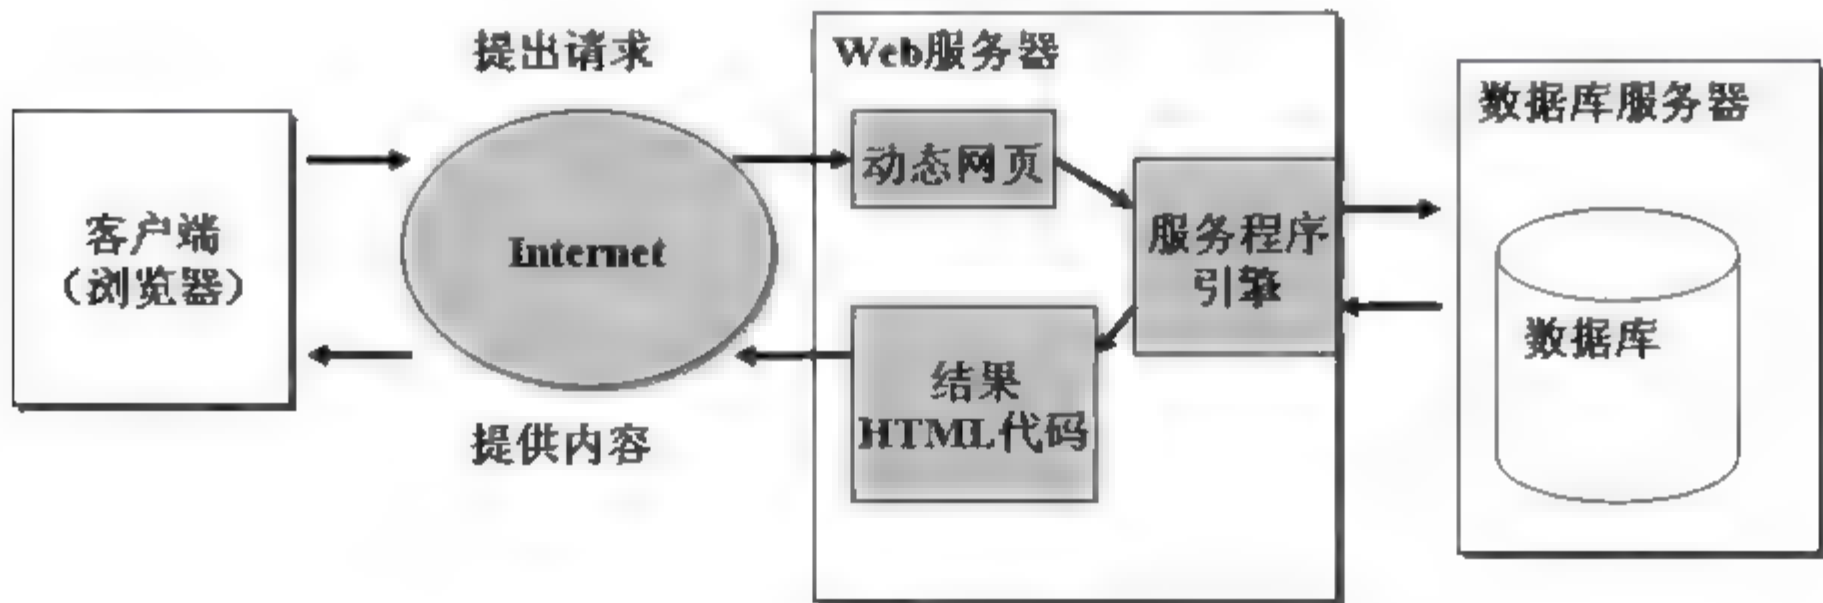 提出请求
Web服务器
数据库服务器
动态网页
客户端
（浏览器）
Internet
服务程序
引擎
数据库
结果
HTML代码
提供内容